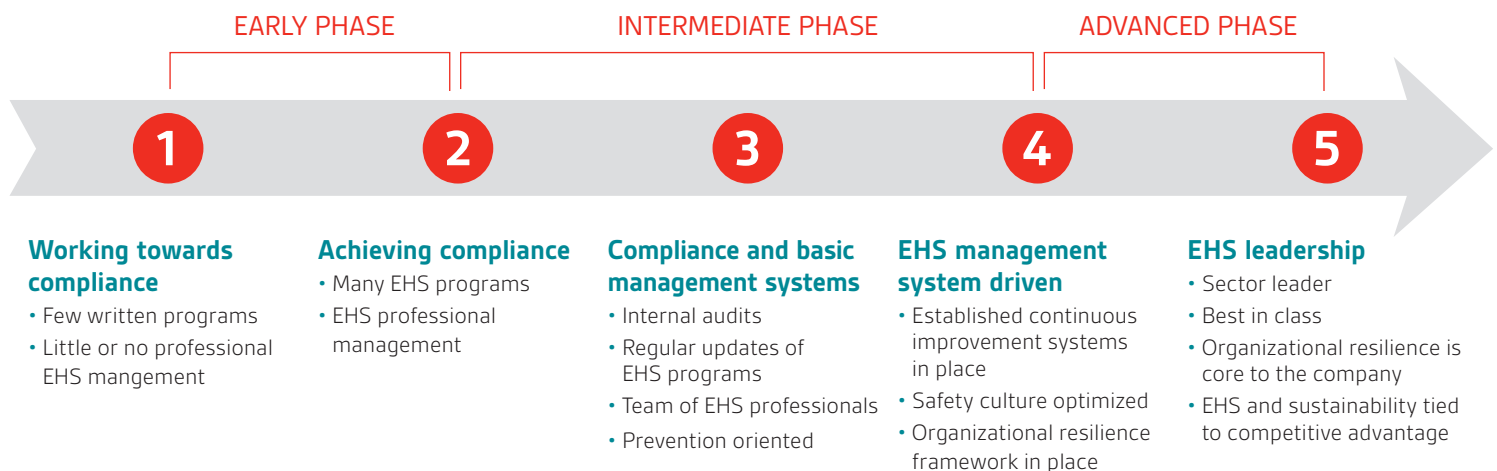 EARLY PHASE
INTERMEDIATE PHASE
ADVANCED PHASE
1
2
3
4
5
Working towards
compliance
• Few written programs
• Little or no professional
EHS mangement
Achieving compliance
• Many EHS programs
• EHS professional
management
Compliance and basic
management systems
• Internal audits
• Regular updates of
EHS programs
• Team of EHS professionals
• Prevention oriented
EHS management
system driven
• Established continuous
improvement systems
in place
• Safety culture optimized
• Organizational resilience
framework in place
EHS leadership
• Sector leader
• Best in class
• Organizational resilience is
core to the company
• EHS and sustainability tied
to competitive advantage